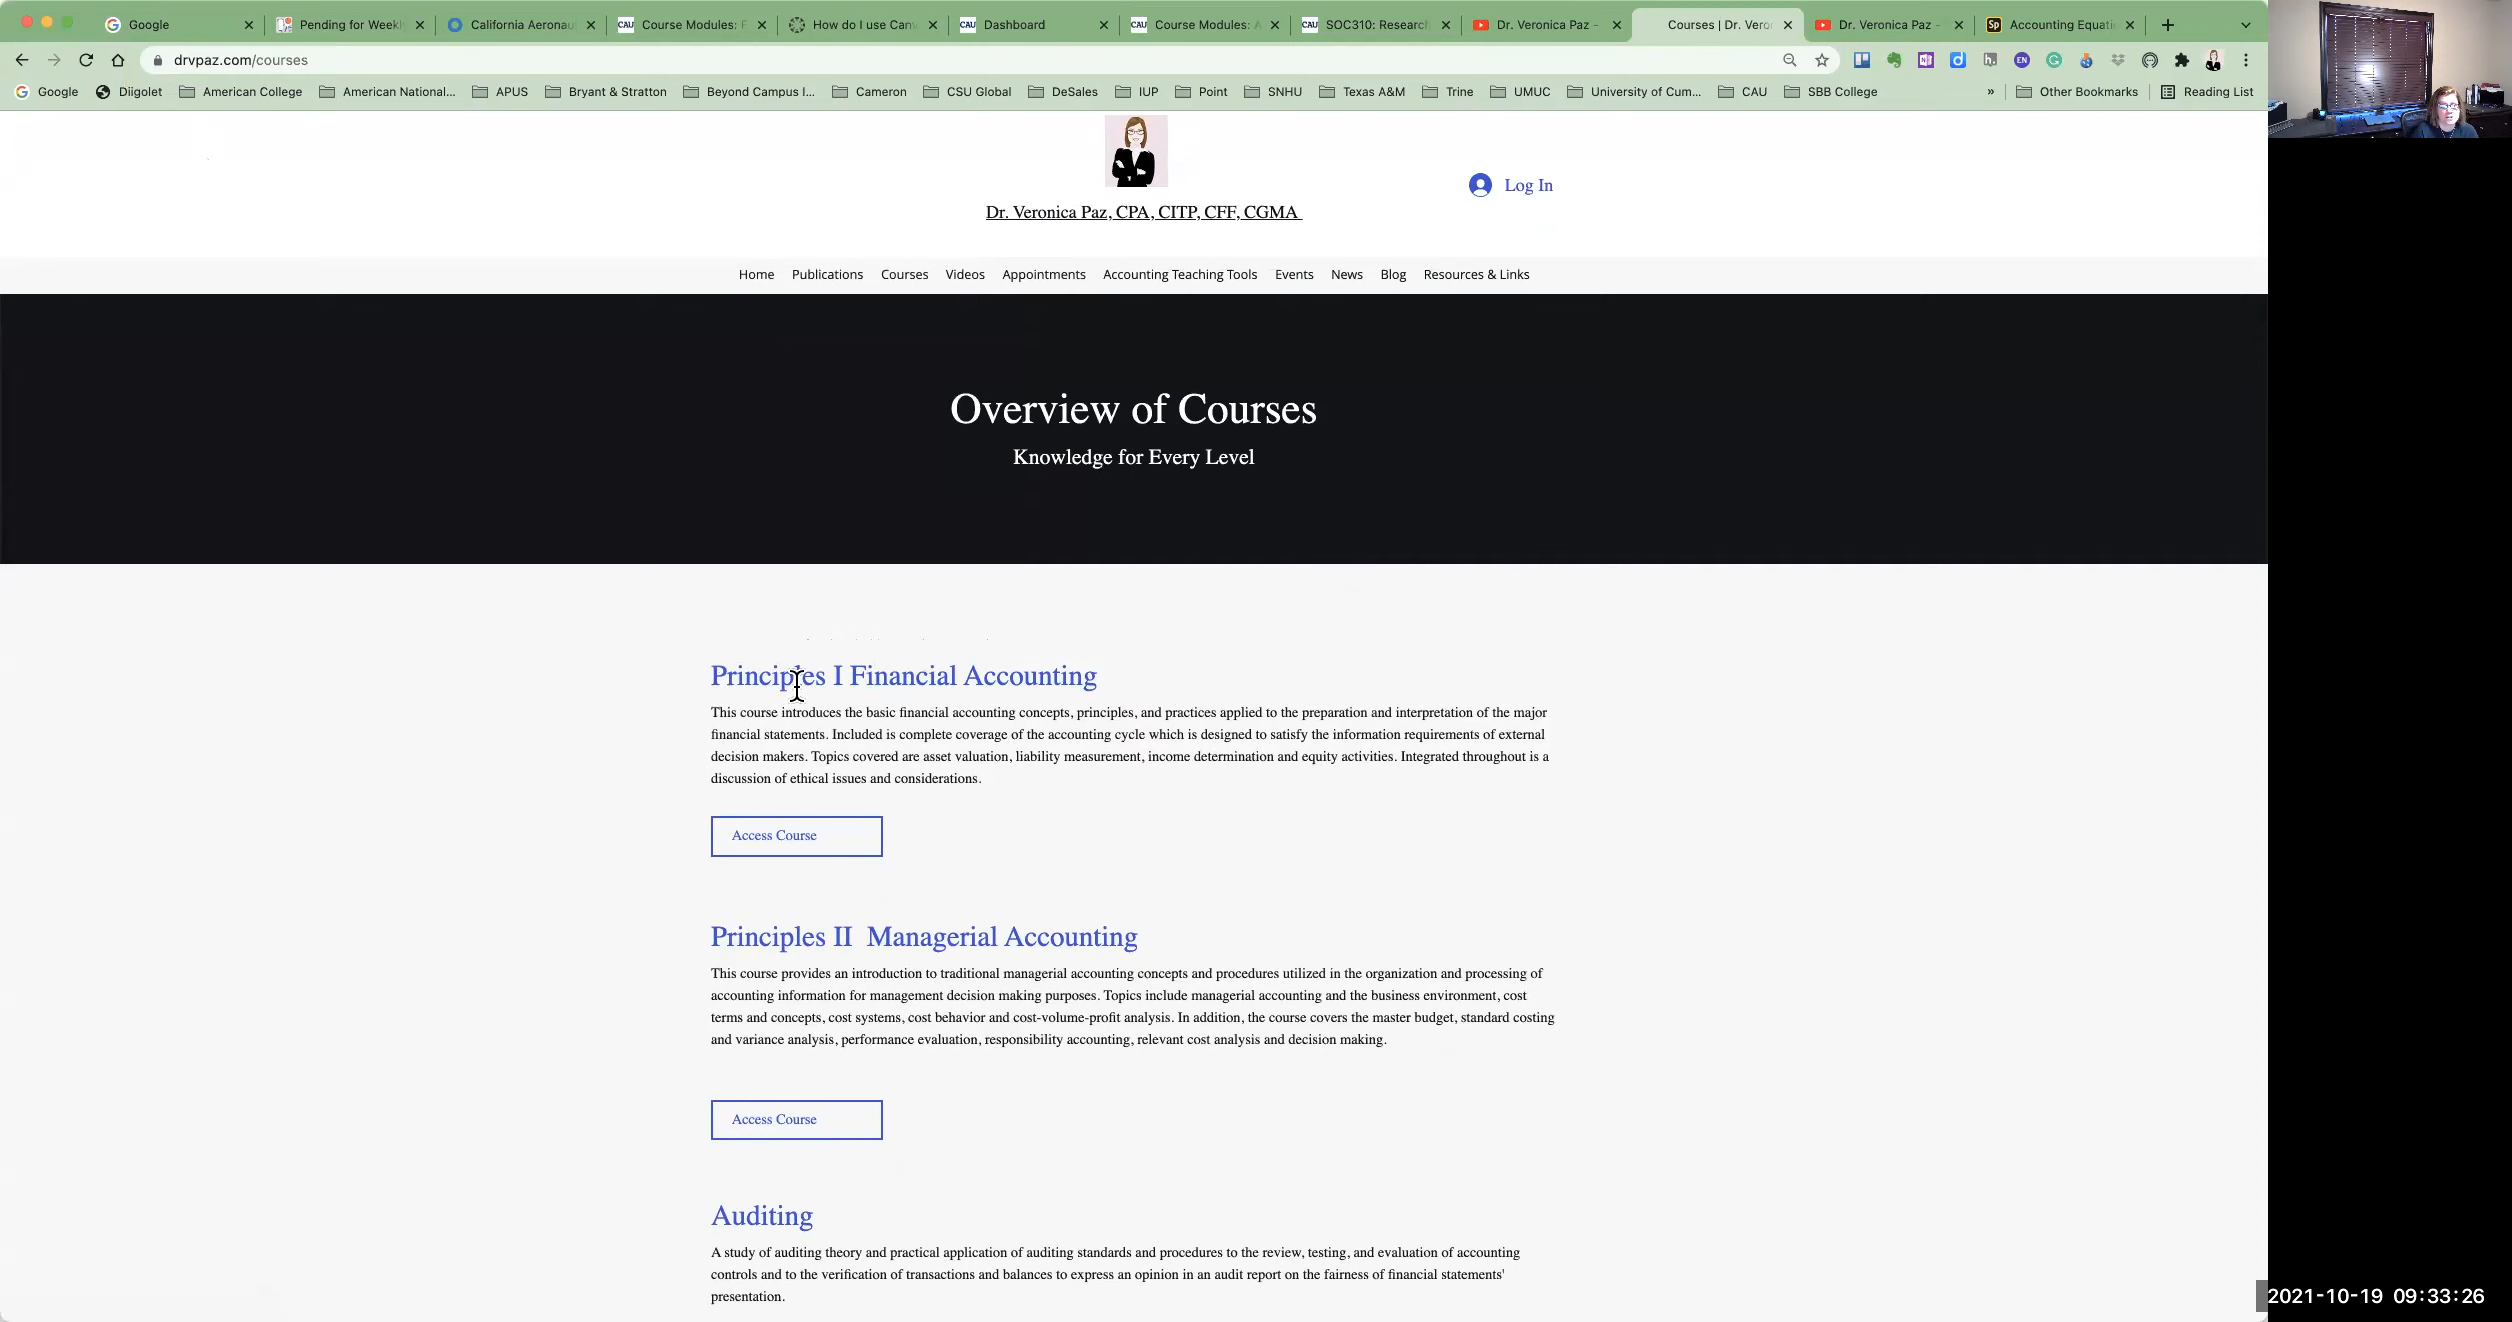 Google
Pending for Weekl
California Aeronau
CAU Course Modules: F
How do I use Can
CAU Dashboard
CAU Course Modules: A
CAU SOC310: Research
Dr. Veronica Paz -
Courses | Dr. Vero
Dr. Veronica Paz -
Sp Accounting Equati
drvpaz.com/courses
Google Diigolet American College American National... APUS Bryant & Stratton Beyond Campus I... Cameron CSU Global DeSales IUP Point SNHU Texas A&M Trine UMUC University of Cum... CAU SBB College » Other Bookmarks Reading List
Log In
Dr. Veronica Paz, CPA, CITP, CFF, CGMA
Home Publications Courses Videos Appointments Accounting Teaching Tools Events News Blog Resources & Links
Overview of Courses
Knowledge for Every Level
Principles I Financial Accounting
This course introduces the basic financial accounting concepts, principles, and practices applied to the preparation and interpretation of the major
financial statements. Included is complete coverage of the accounting cycle which is designed to satisfy the information requirements of external
decision makers. Topics covered are asset valuation, liability measurement, income determination and equity activities. Integrated throughout is a
discussion of ethical issues and considerations.
Access Course
Principles II Managerial Accounting
This course provides an introduction to traditional managerial accounting concepts and procedures utilized in the organization and processing of
accounting information for management decision making purposes. Topics include managerial accounting and the business environment, cost
terms and concepts, cost systems, cost behavior and cost-volume-profit analysis. In addition, the course covers the master budget, standard costing
and variance analysis, performance evaluation, responsibility accounting, relevant cost analysis and decision making.
Access Course
Auditing
A study of auditing theory and practical application of auditing standards and procedures to the review, testing, and evaluation of accounting
controls and to the verification of transactions and balances to express an opinion in an audit report on the fairness of financial statements'
presentation.
2021-10-19 09:33:26